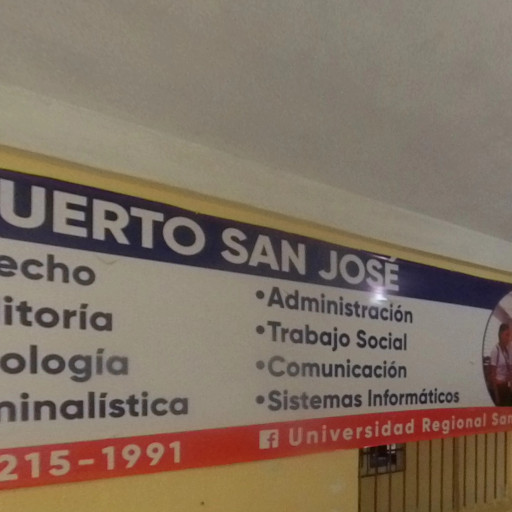 UERTO SAN JOSÉ
echo
itoría
ología
minalística
•Administración
•Trabajo Social
•Comunicación
•Sistemas Informáticos
215-1991
Universidad Regional San